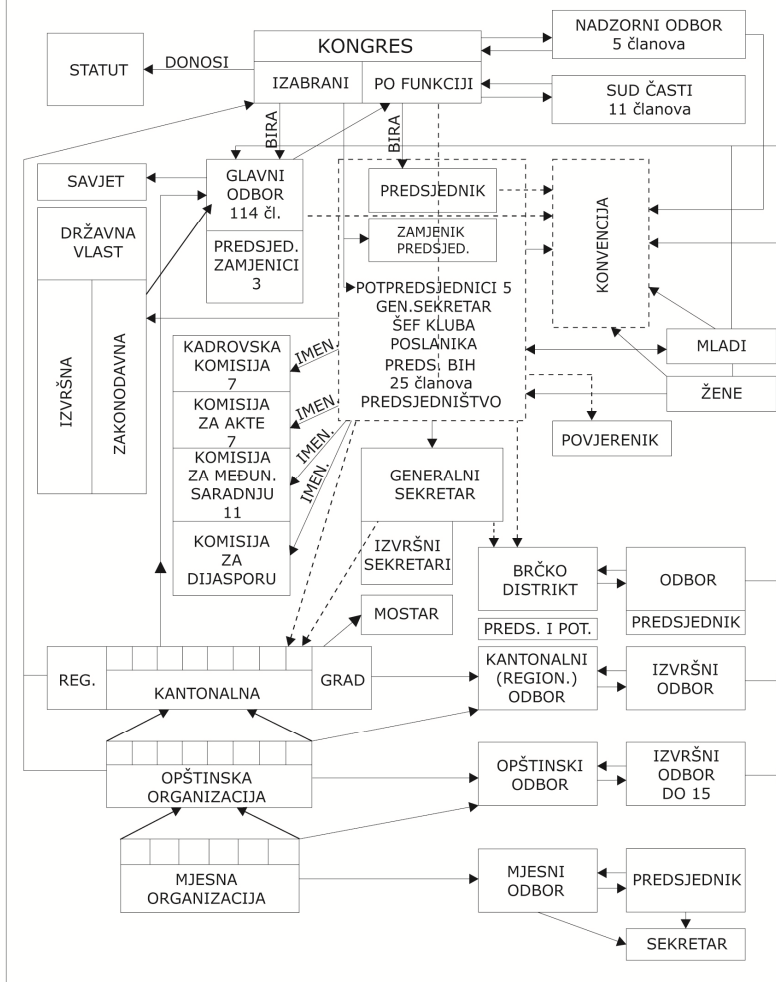 KONGRES
IZABRANI
PO FUNKCIJI
NADZORNI ODBOR
5 članova
SUD ČASTI
11 članova
STATUT
DONOSI
BIRA
BIRA
SAVJET
GLAVNI
ODBOR
114 čl.
PREDSJED.
ZAMJENICI
3
DRŽAVNA
VLAST
IZVRŠNA
ZAKONODAVNA
PREDSJEDNIK
ZAMJENIK
PREDSJED.
POTPREDSJEDNICI 5
GEN.SEKRETAR
ŠEF KLUBA
POSLANIKA
PREDS. BIH
25 članova
PREDSJEDNIŠTVO
KONVENCIJA
MLADI
ŽENE
POVJERENIK
KADROVSKA
KOMISIJA
7
KOMISIJA
ZA AKTE
7
KOMISIJA
ZA MEĐUN.
SARADNJU
11
KOMISIJA
ZA
DIJASPORU
IMEN.
IMEN.
IMEN.
IMEN.
GENERALNI
SEKRETAR
IZVRŠNI
SEKRETARI
MOSTAR
BRČKO
DISTRIKT
ODBOR
PREDSJEDNIK
PREDS. I POT.
REG.
KANTONALNA
GRAD
KANTONALNI
(REGION.)
ODBOR
IZVRŠNI
ODBOR
OPŠTINSKA
ORGANIZACIJA
OPŠTINSKI
ODBOR
IZVRŠNI
ODBOR
DO 15
MJESNA
ORGANIZACIJA
MJESNI
ODBOR
PREDSJEDNIK
SEKRETAR